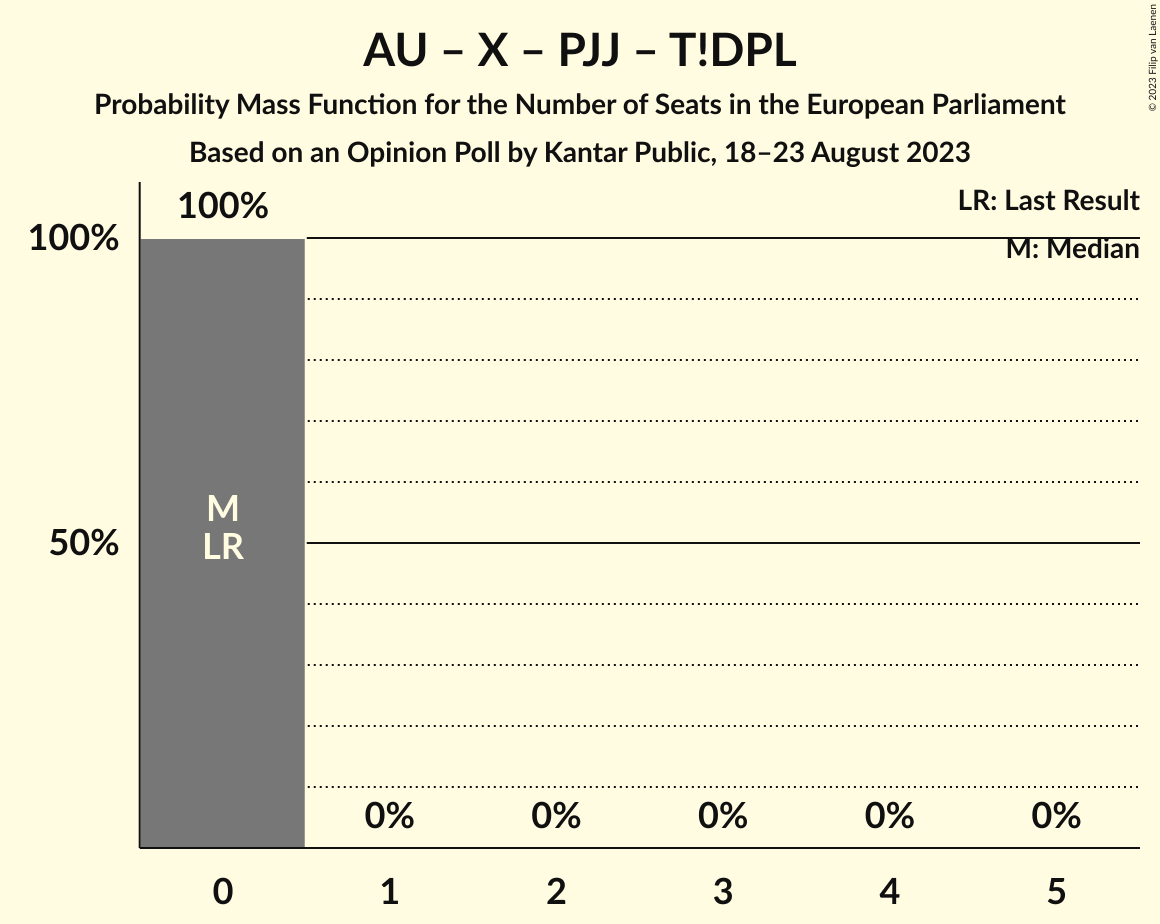 AU – X – PJJ – T!DPL
Probability Mass Function for the Number of Seats in the European Parliament
Based on an Opinion Poll by Kantar Public, 18–23 August 2023
© 2023 Filip van Laenen
LR: Last Result
M: Median
100%
100%
50%
M
LR
0% 0% 0% 0% 0%
0 1 2 3 4 5